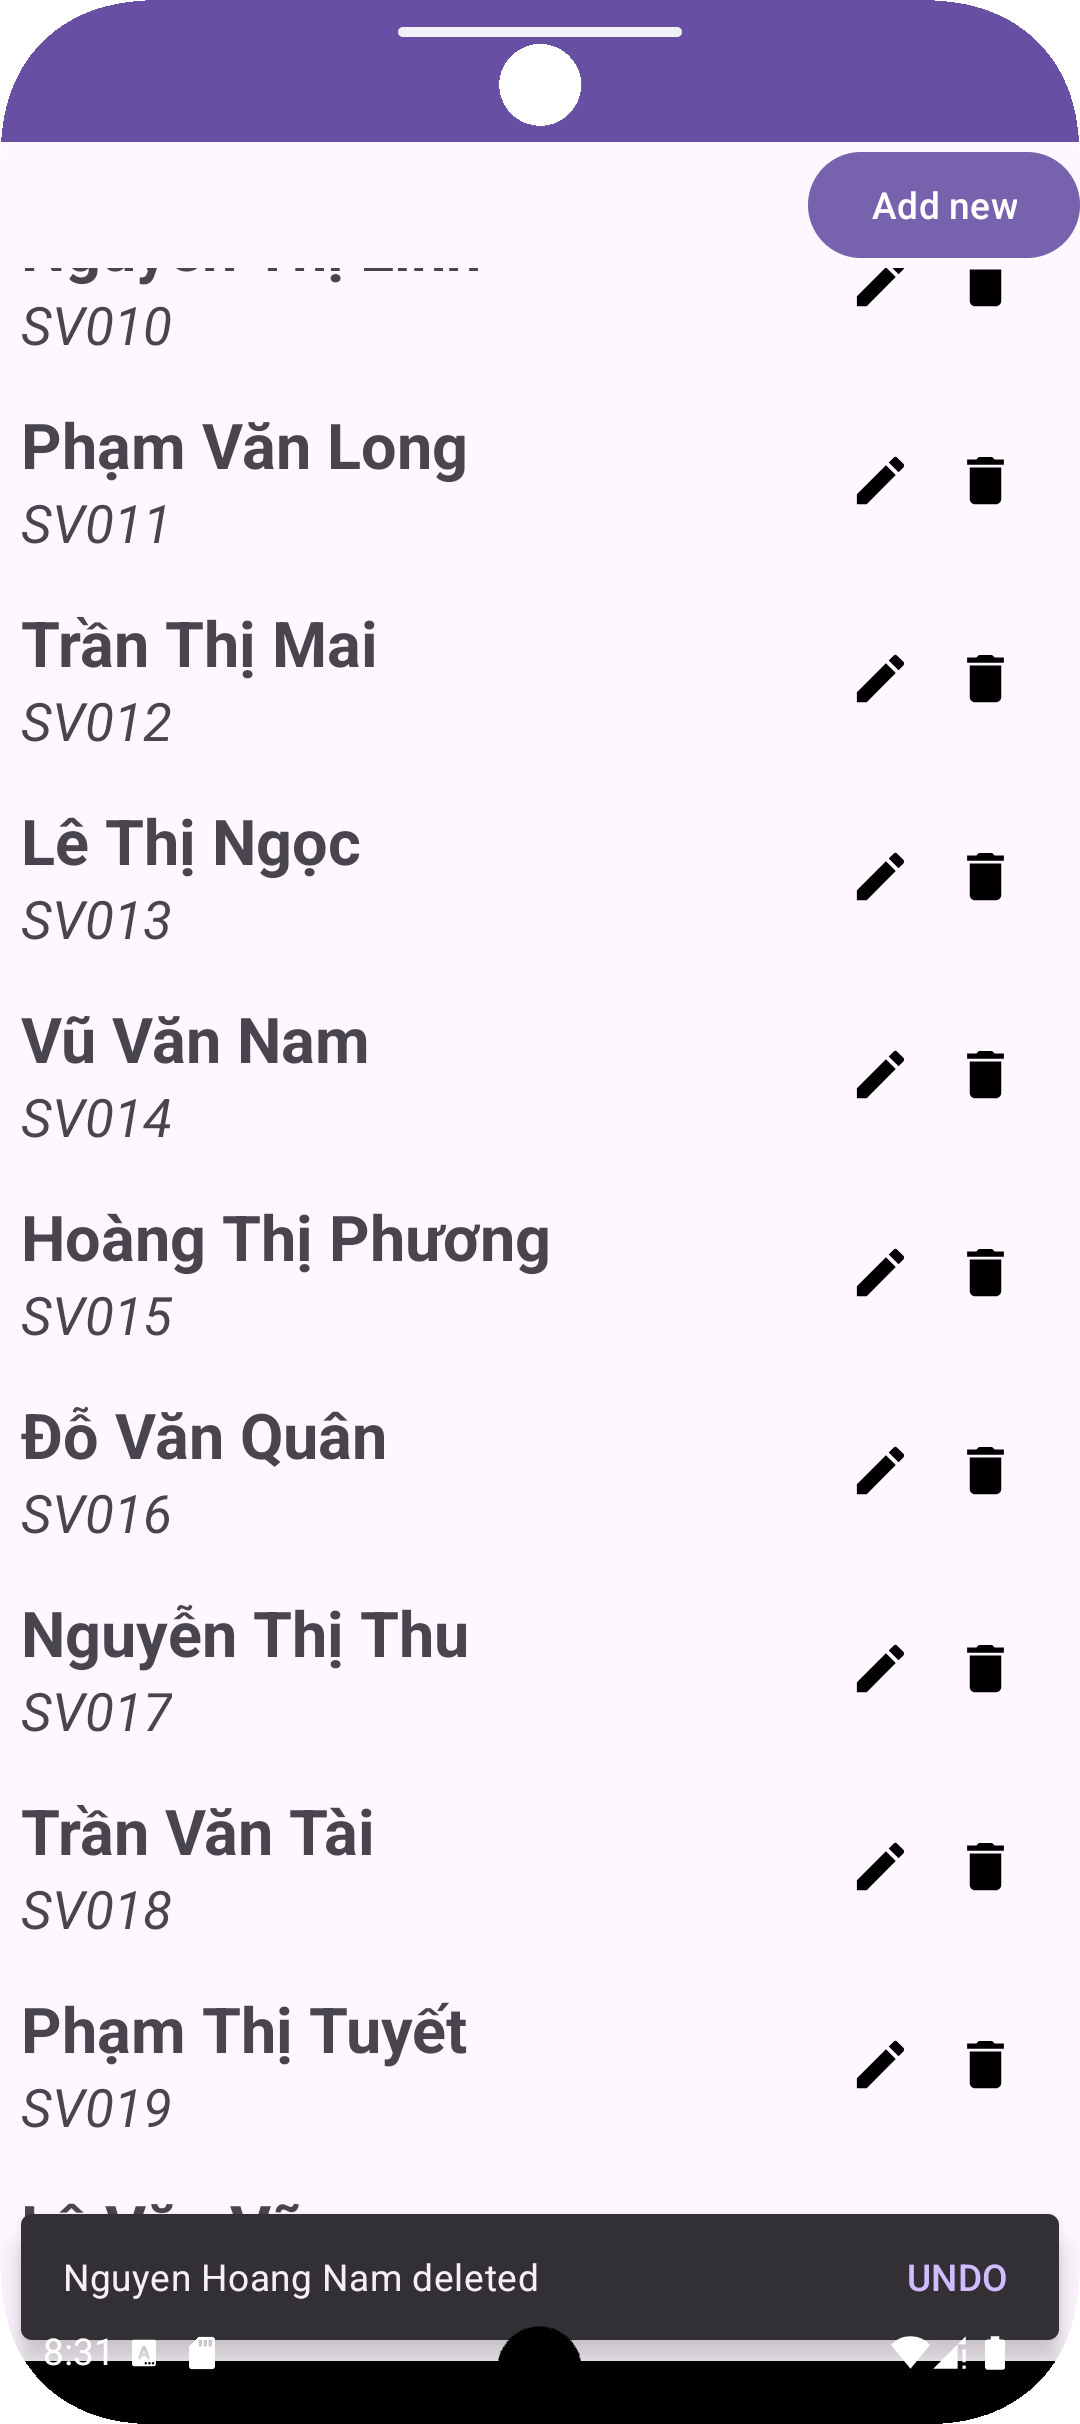 Add new
SV010
Phạm Văn Long
SV011
Trần Thị Mai
SV012
Lê Thị Ngọc
SV013
Vũ Văn Nam
SV014
Hoàng Thị Phương
SV015
Đỗ Văn Quân
SV016
Nguyễn Thị Thu
SV017
Trần Văn Tài
SV018
Phạm Thị Tuyết
SV019
Nguyen Hoang Nam deleted UNDO
8:31